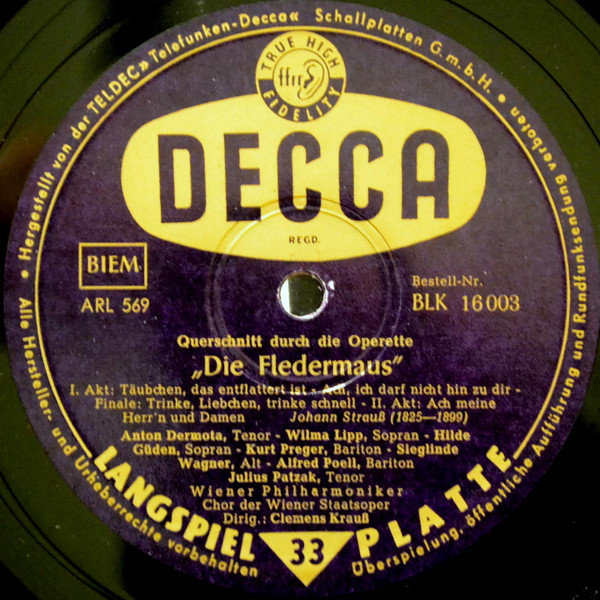 • Hergestellt von der TELDEC »Telefunken-Decca« Schallplatten G.m.b.H. •
TRUE HIGH
ffrr
FIDELITY
DECCA
REGD.
BIEM
ARL 569
Bestell-Nr.
BLK 16 003
Querschnitt durch die Operette
„Die Fledermaus"
I. Akt: Täubchen, das entflattert ist - Ach, ich darf nicht hin zu dir -
Finale: Trinke, Liebchen, trinke schnell - II. Akt: Ach meine
Herr'n und Damen Johann Strauß (1825—1899)
Anton Dermota, Tenor - Wilma Lipp, Sopran - Hilde
Güden, Sopran - Kurt Preger, Bariton - Sieglinde
Wagner, Alt - Alfred Poell, Bariton
Julius Patzak, Tenor
Wiener Philharmoniker
Chor der Wiener Staatsoper
Dirig.: Clemens Krauß
LANGSPIEL
33
PLATTE
Alle Hersteller- und Urheberrechte vorbehalten
Überspielung, öffentliche Aufführung und Rundfunksendung verboten